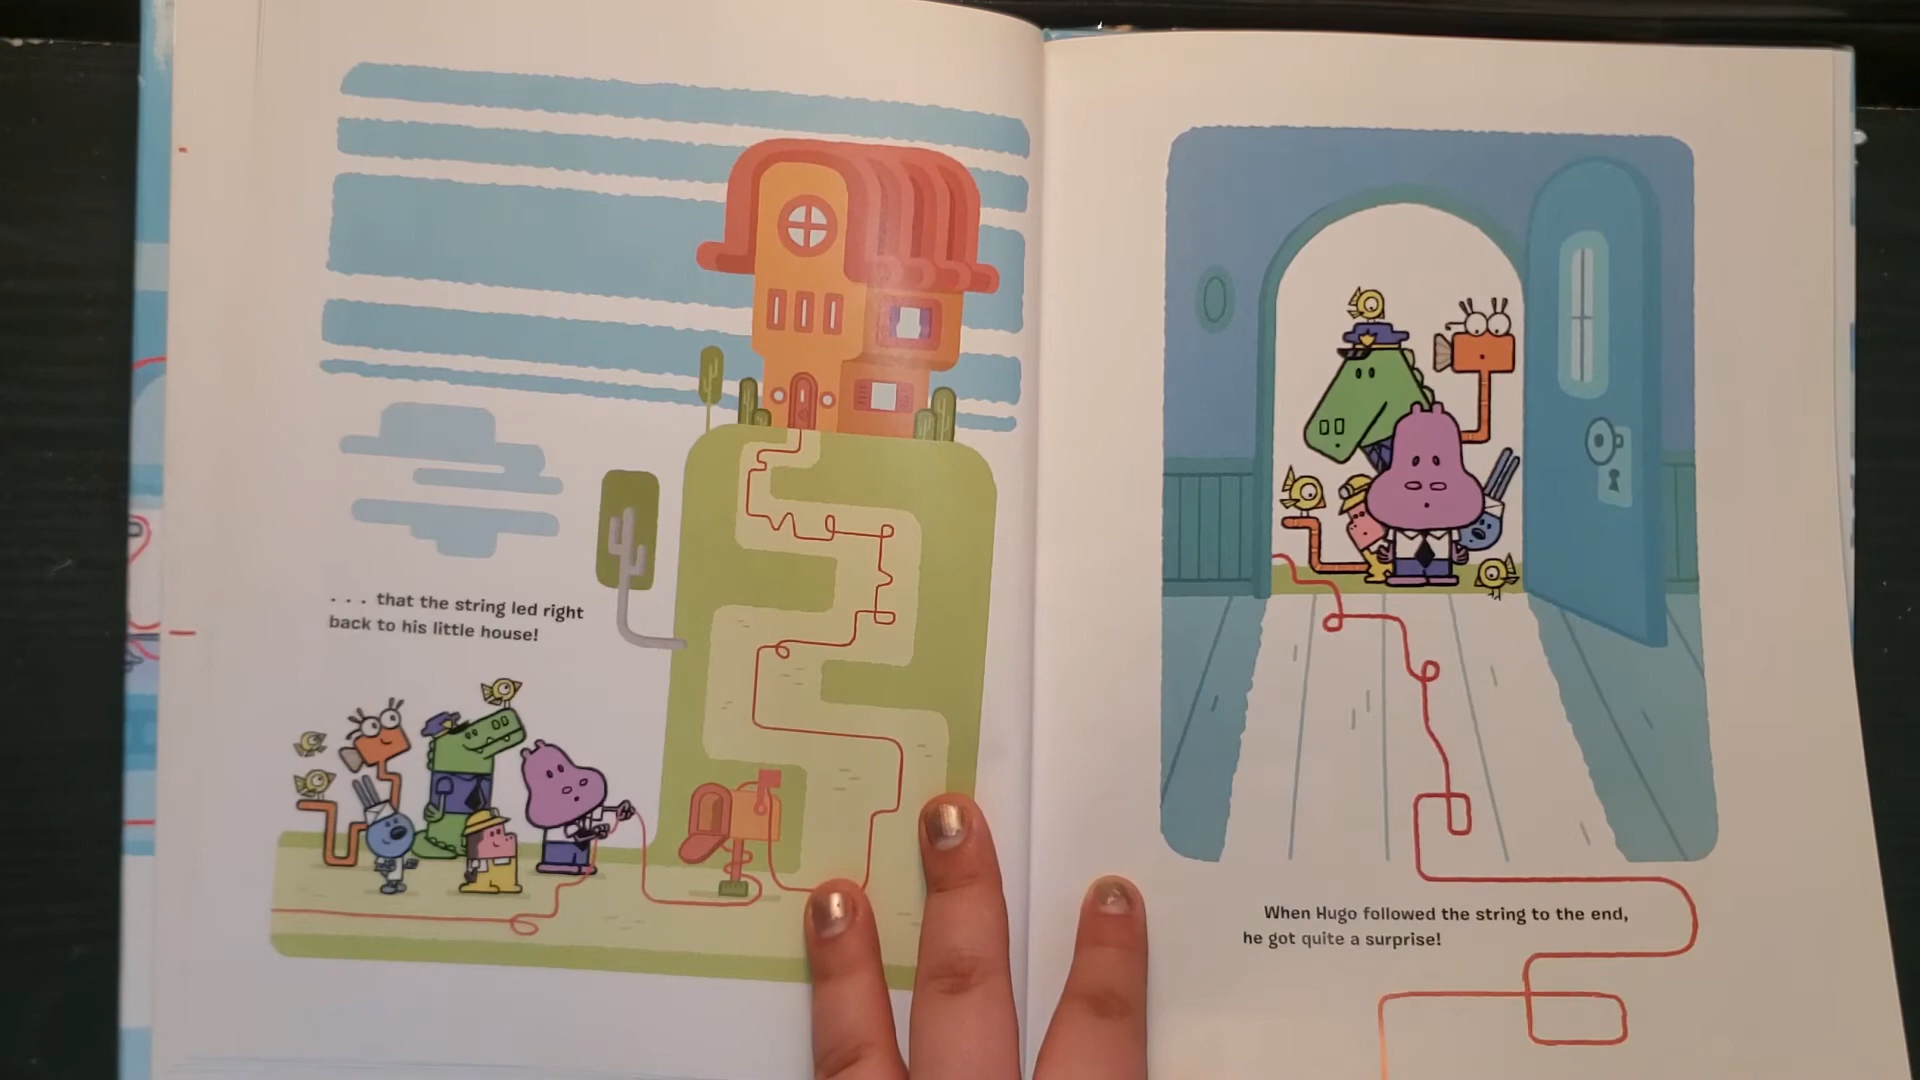 . . . that the string led right
back to his little house!
When Hugo followed the string to the end,
he got quite a surprise!